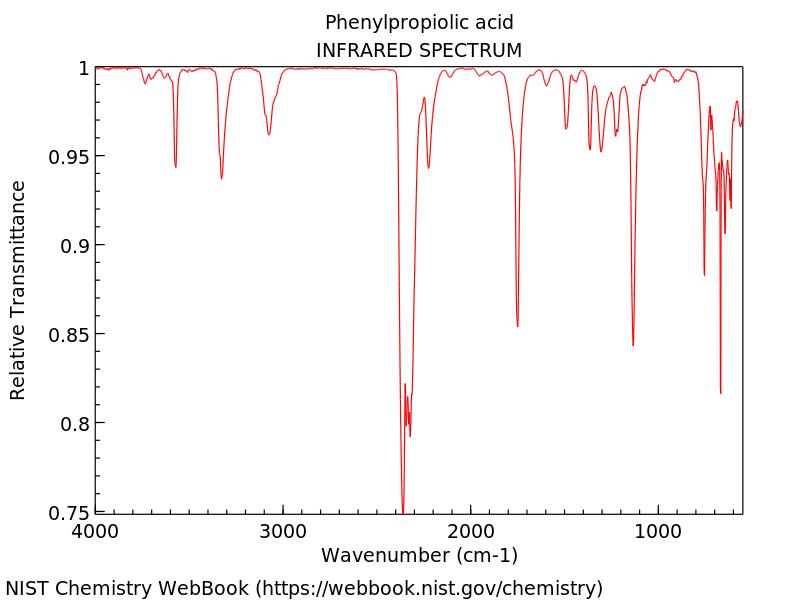 Phenylpropiolic acid
INFRARED SPECTRUM
1
0.95
0.9
0.85
0.8
0.75
Relative Transmittance
4000 3000 2000 1000
Wavenumber (cm-1)
NIST Chemistry WebBook (https://webbook.nist.gov/chemistry)